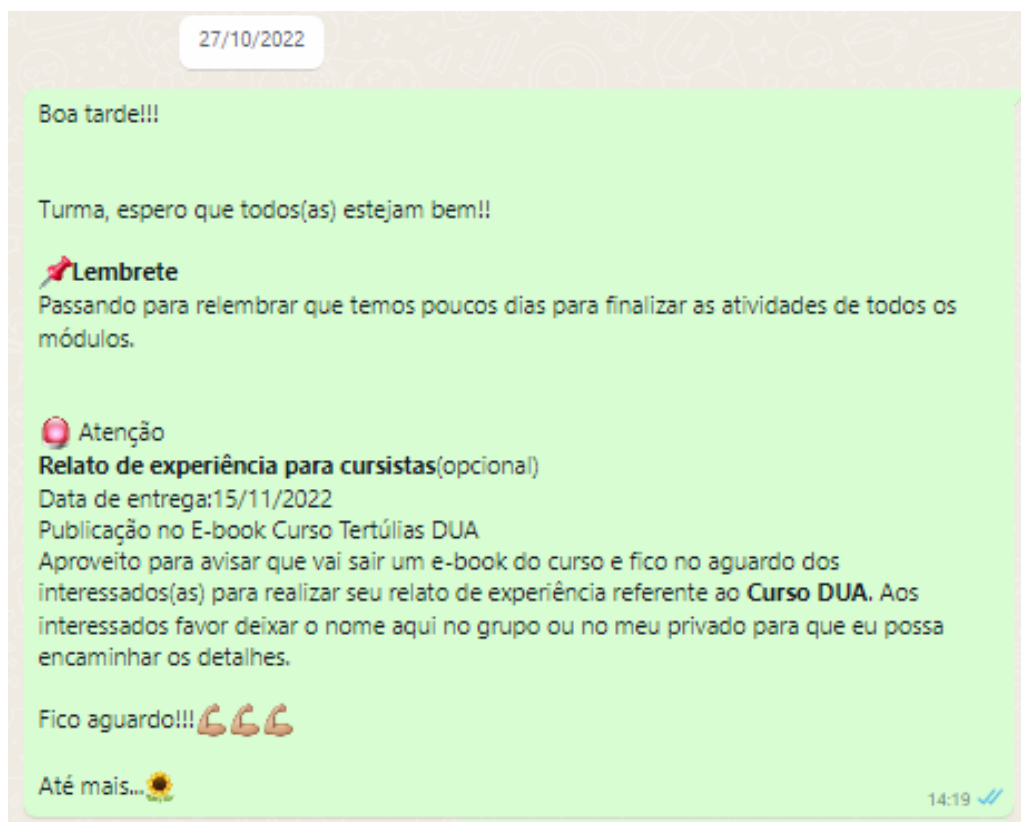 27/10/2022
Boa tarde!!!
Turma, espero que todos(as) estejam bem!!
📌Lembrete
Passando para relembrar que temos poucos dias para finalizar as atividades de todos os
módulos.
🚨 Atenção
Relato de experiência para cursistas(opcional)
Data de entrega:15/11/2022
Publicação no E-book Curso Tertúlias DUA
Aproveito para avisar que vai sair um e-book do curso e fico no aguardo dos
interessados(as) para realizar seu relato de experiência referente ao Curso DUA. Aos
interessados favor deixar o nome aqui no grupo ou no meu privado para que eu possa
encaminhar os detalhes.
Fico aguardo!!!💪🏼💪🏼💪🏼
Até mais...🌻
14:19